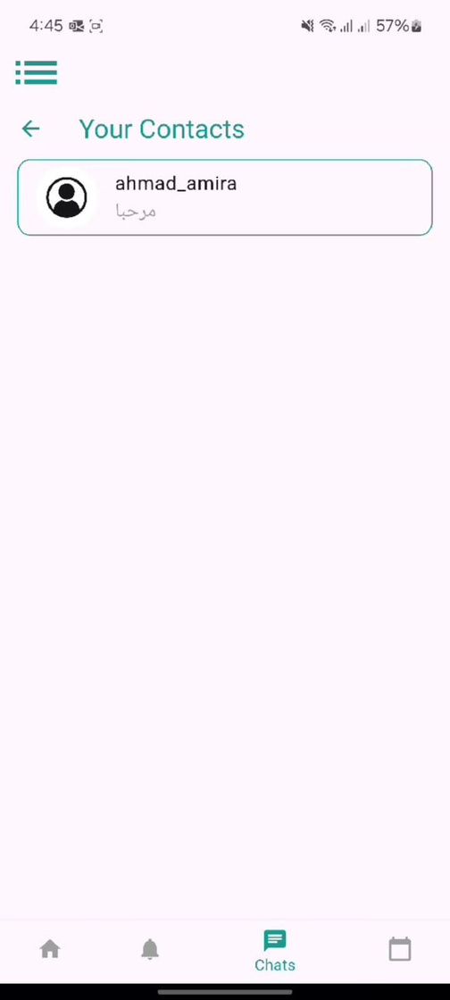 4:45
57%
Your Contacts
ahmad_amira
مرحبا
Chats